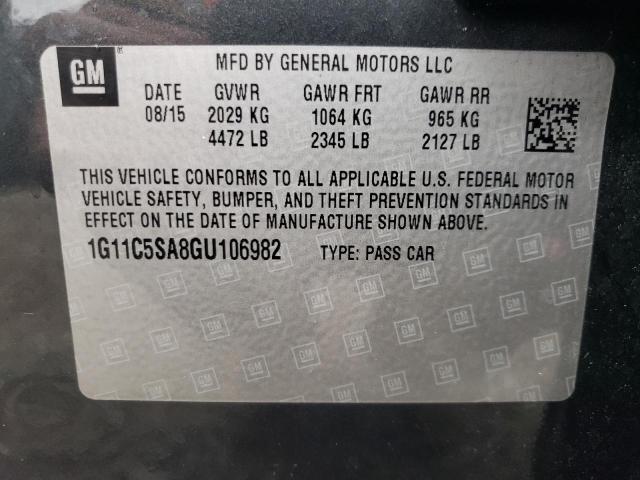 GM
®
MFD BY GENERAL MOTORS LLC
DATE GVWR GAWR FRT GAWR RR
08/15 2029 KG 1064 KG 965 KG
4472 LB 2345 LB 2127 LB
THIS VEHICLE CONFORMS TO ALL APPLICABLE U.S. FEDERAL MOTOR
VEHICLE SAFETY, BUMPER, AND THEFT PREVENTION STANDARDS IN
EFFECT ON THE DATE OF MANUFACTURE SHOWN ABOVE.
1G11C5SA8GU106982 TYPE: PASS CAR